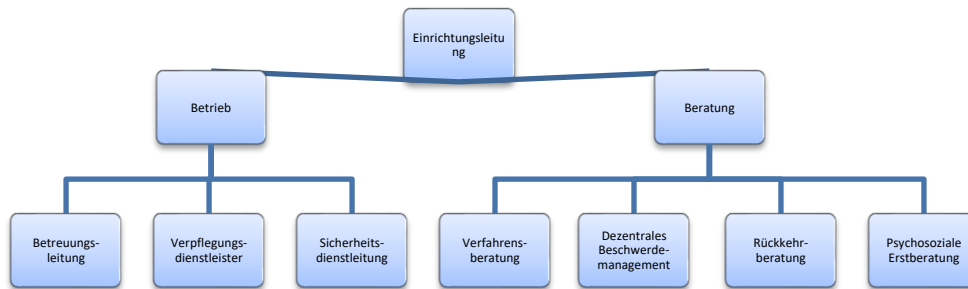 Einrichtungsleitu
ng
Betrieb
Beratung
Betreuungs-
leitung
Verpflegungs-
dienstleister
Sicherheits-
dienstleitung
Verfahrens-
beratung
Dezentrales
Beschwerde-
management
Rückkehr-
beratung
Psychosoziale
Erstberatung